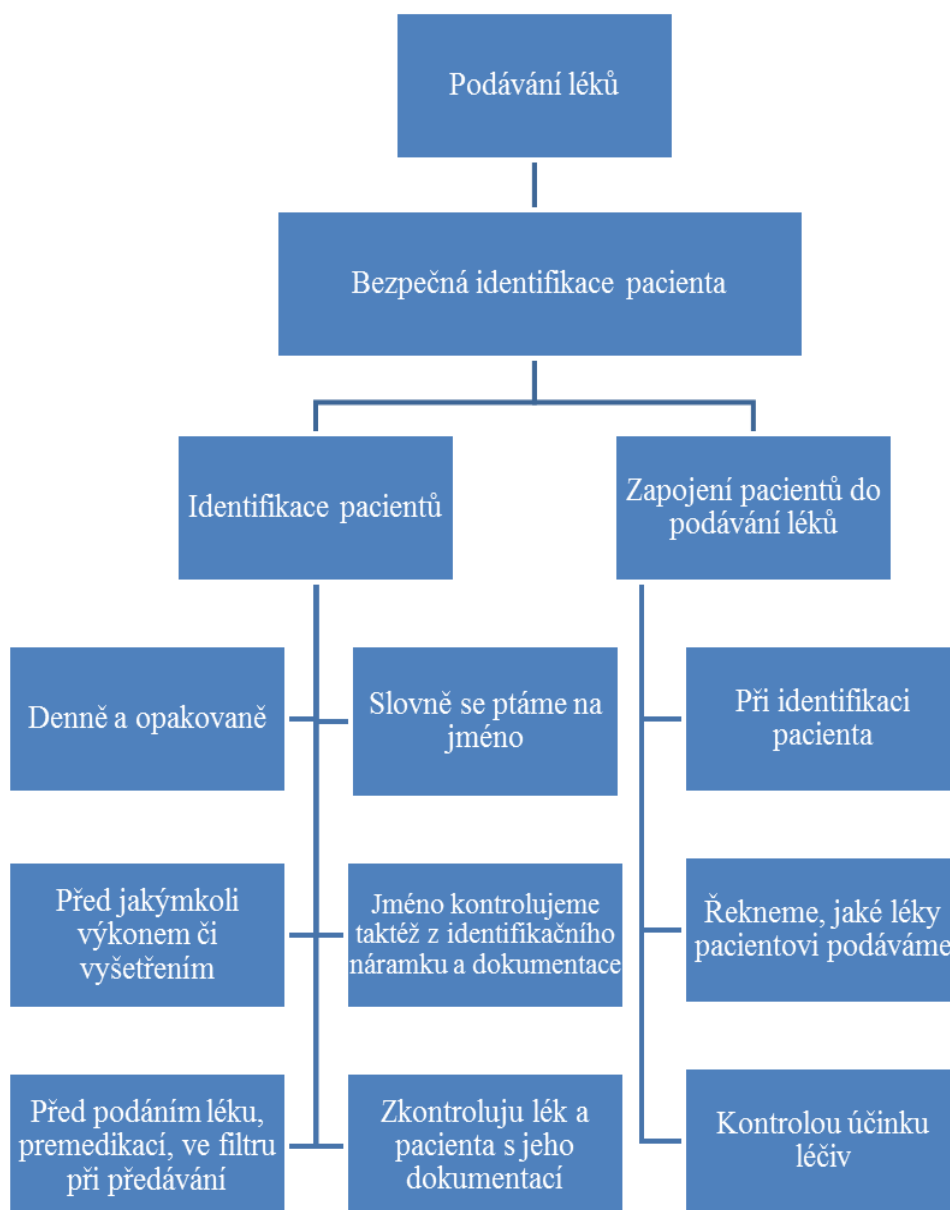 Podávání léků
Bezpečná identifikace pacienta
Identifikace pacientů
Zapojení pacientů do
podávání léků
Denně a opakovaně
Slovně se ptáme na
jméno
Při identifikaci
pacienta
Před jakýmkoli
výkonem či
vyšetřením
Jméno kontrolujeme
taktéž z identifikačního
náramku a dokumentace
Řekneme, jaké léky
pacientovi podáváme
Před podáním léku,
premedikací, ve filtru
při předávání
Zkontroluju lék a
pacienta s jeho
dokumentací
Kontrolou účinku
léčiv